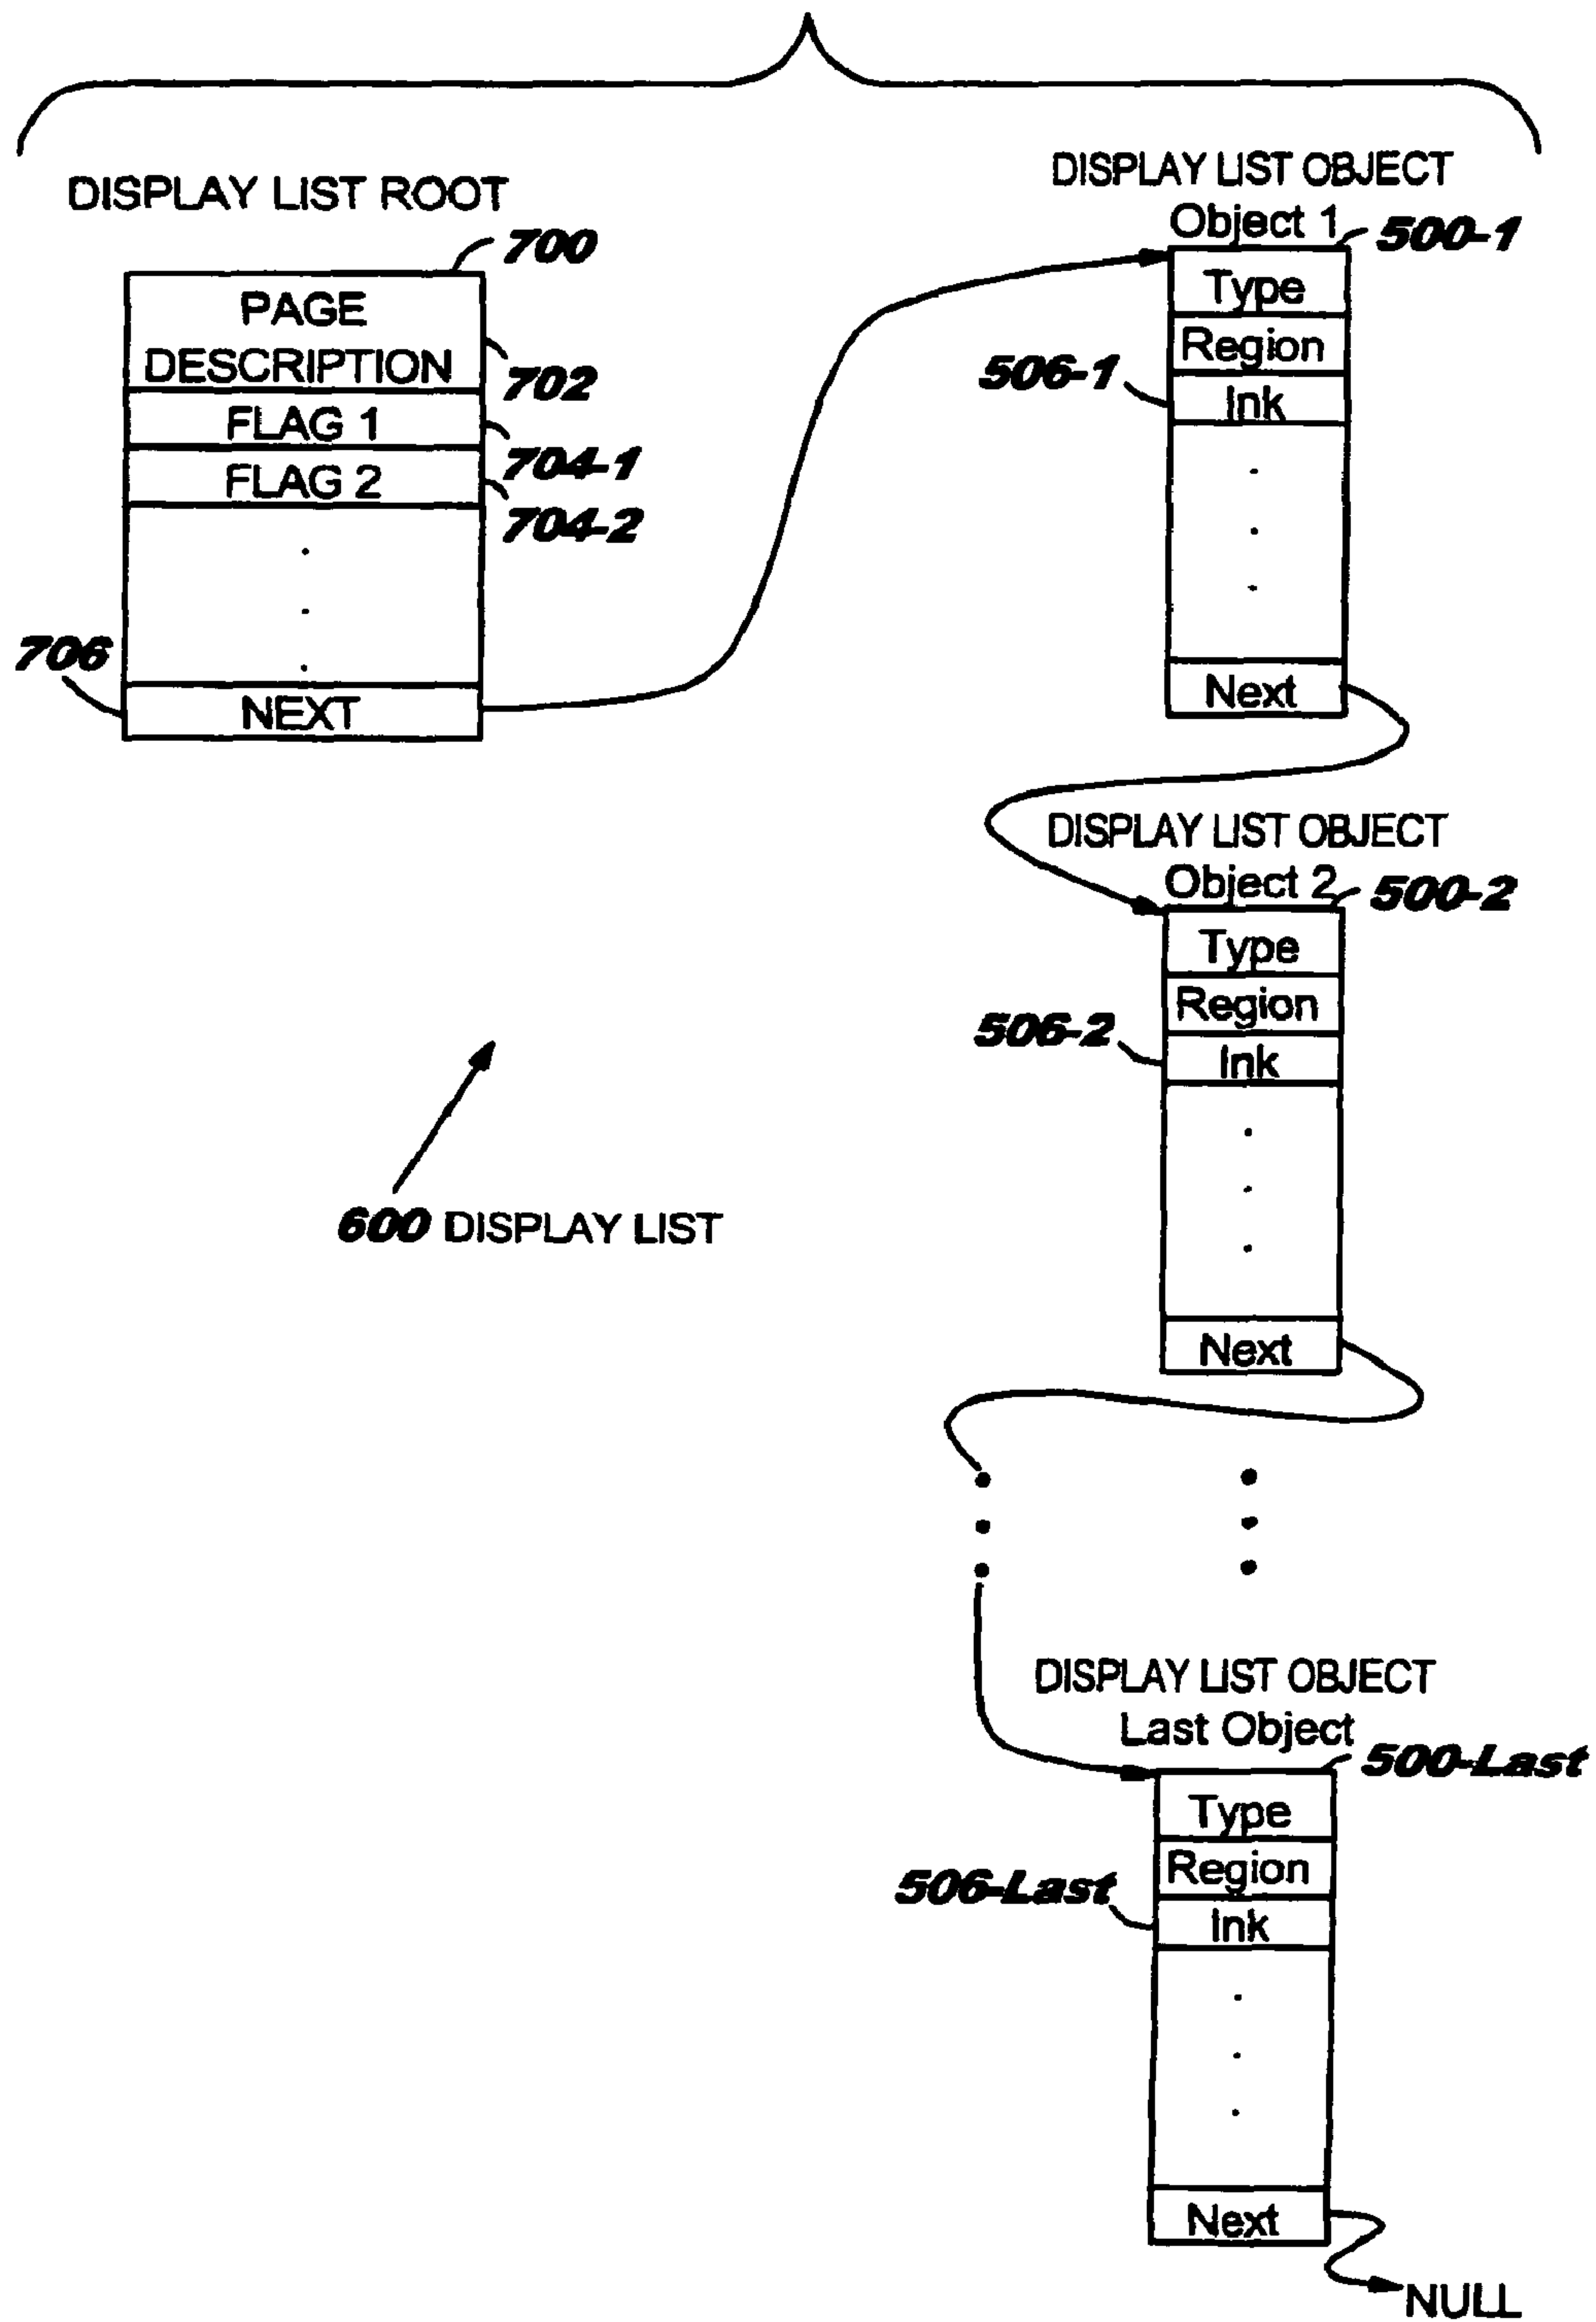 DISPLAY LIST ROOT
700
PAGE
DESCRIPTION
702
FLAG 1
704-1
FLAG 2
704-2
706
NEXT
DISPLAY LIST OBJECT
Object 1
500-1
Type
Region
506-1
Ink
Next
DISPLAY LIST OBJECT
Object 2
500-2
Type
Region
506-2
Ink
Next
600 DISPLAY LIST
DISPLAY LIST OBJECT
Last Object
500-Last
Type
Region
506-Last
Ink
Next
NULL